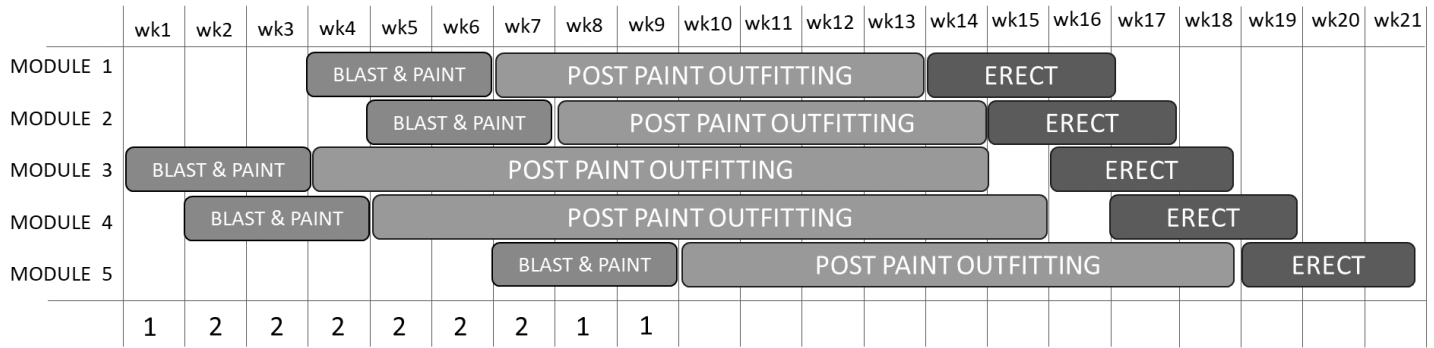 wk1 wk2 wk3 wk4 wk5 wk6 wk7 wk8 wk9 wk10 wk11 wk12 wk13 wk14 wk15 wk16 wk17 wk18 wk19 wk20 wk21
MODULE 1 BLAST & PAINT POST PAINT OUTFITTING ERECT
MODULE 2 BLAST & PAINT POST PAINT OUTFITTING ERECT
MODULE 3 BLAST & PAINT POST PAINT OUTFITTING ERECT
MODULE 4 BLAST & PAINT POST PAINT OUTFITTING ERECT
MODULE 5 BLAST & PAINT POST PAINT OUTFITTING ERECT
1 2 2 2 2 2 2 1 1